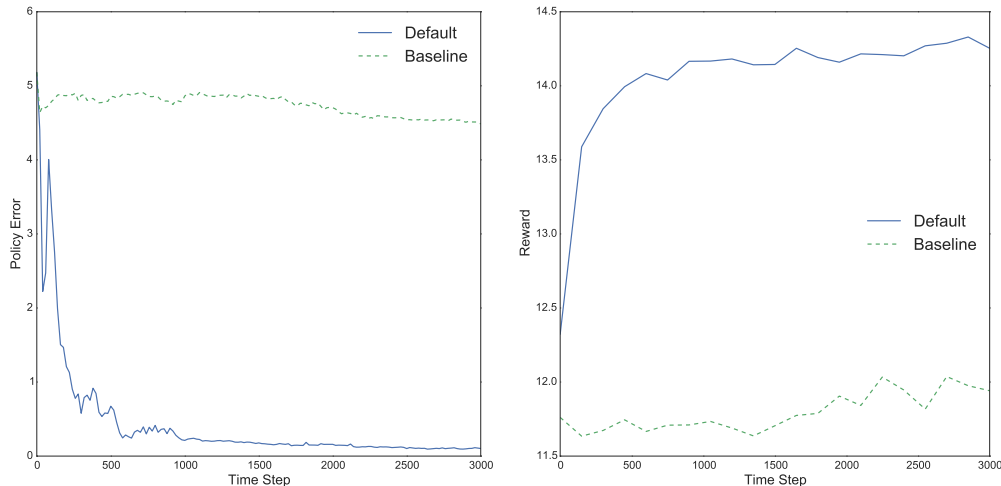 6
5
4
3
2
1
0
Policy Error
0 500 1000 1500 2000 2500 3000
Time Step
Default
Baseline
14.5
14.0
13.5
13.0
12.5
12.0
11.5
Reward
0 500 1000 1500 2000 2500 3000
Time Step
Default
Baseline